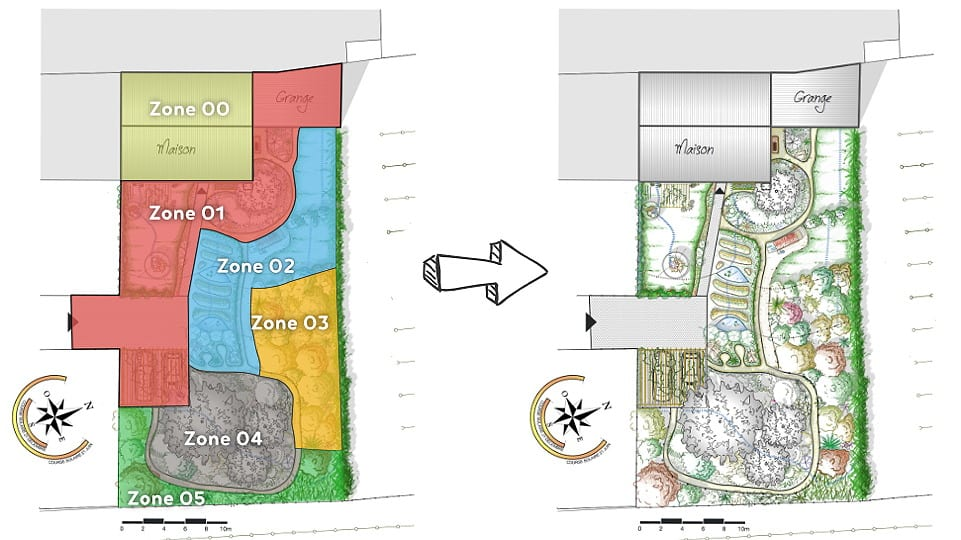 Zone 00
Grange
Maison
Zone 01
Zone 02
Zone 03
Zone 04
Zone 05
O
N
E
0 2 4 6 8 10m
Grange
Maison
O
N
E
0 2 4 6 8 10m